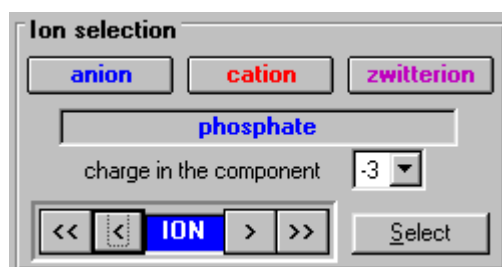 Ion selection
anion cation zwitterion
phosphate
charge in the component -3
<< < ION > >> Select